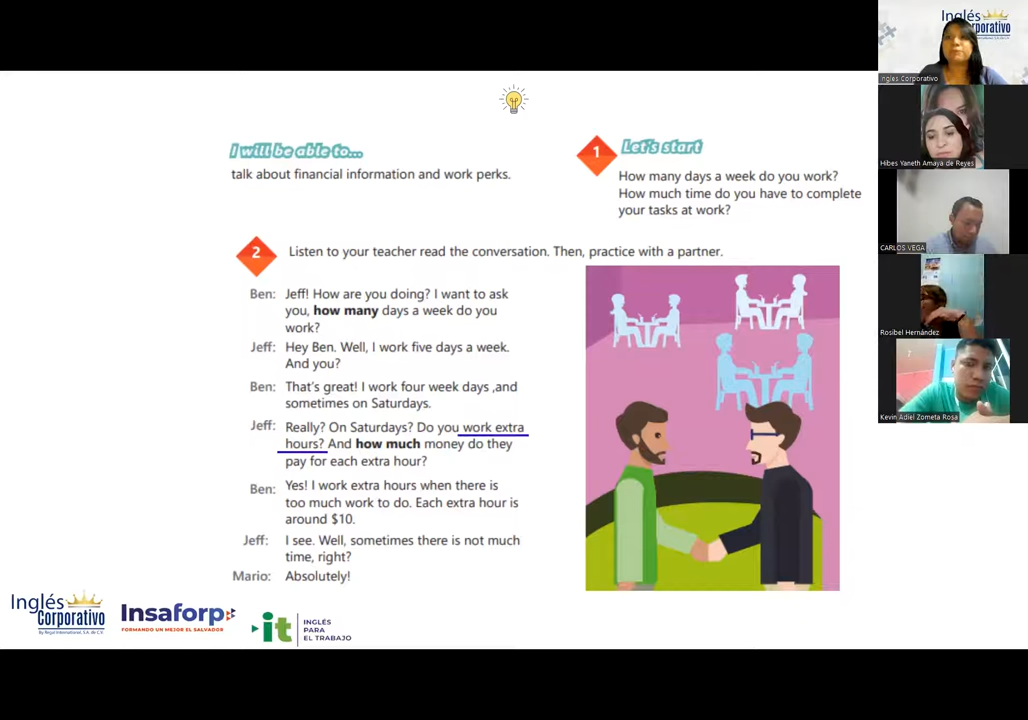 I will be able to...
talk about financial information and work perks.
1
Let's start
How many days a week do you work?
How much time do you have to complete
your tasks at work?
2
Listen to your teacher read the conversation. Then, practice with a partner.
Ben: Jeff! How are you doing? I want to ask
you, how many days a week do you
work?
Jeff: Hey Ben. Well, I work five days a week.
And you?
Ben: That's great! I work four week days ,and
sometimes on Saturdays.
Jeff: Really? On Saturdays? Do you work extra
hours? And how much money do they
pay for each extra hour?
Ben: Yes! I work extra hours when there is
too much work to do. Each extra hour is
around $10.
Jeff: I see. Well, sometimes there is not much
time, right?
Mario: Absolutely!
Inglés
Corporativo
By Regal International, S.A. de C.V.
Insaforp
FORMANDO UN MEJOR EL SALVADOR
it
INGLÉS
PARA
EL TRABAJO
Inglés
Corporativo
Ingles Corporativo
Hibes Yaneth Amaya de Reyes
CARLOS VEGA
Rosibel Hernández
Kevin Adiel Zometa Rosa